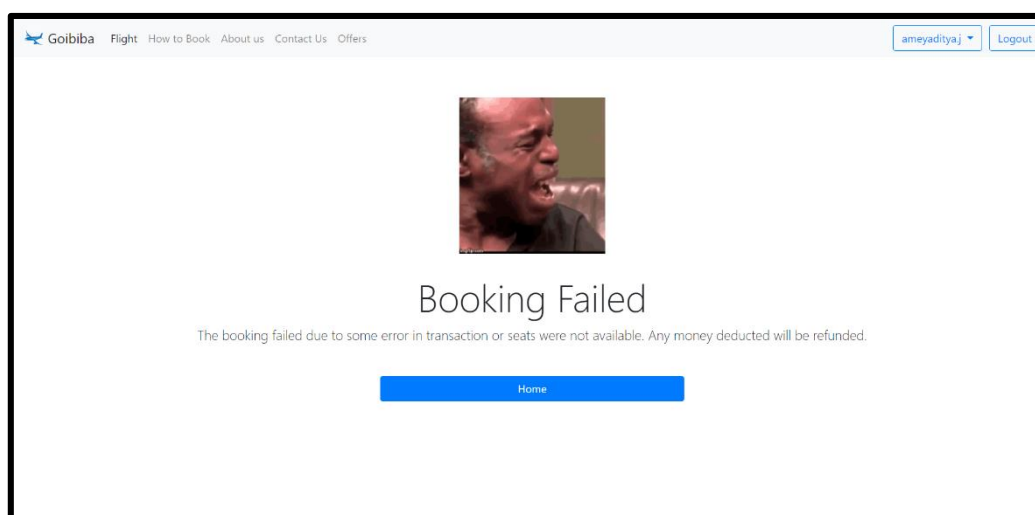 Goibiba Flight How to Book About us Contact Us Offers ameyaditya.j Logout
Booking Failed
The booking failed due to some error in transaction or seats were not available. Any money deducted will be refunded.
Home